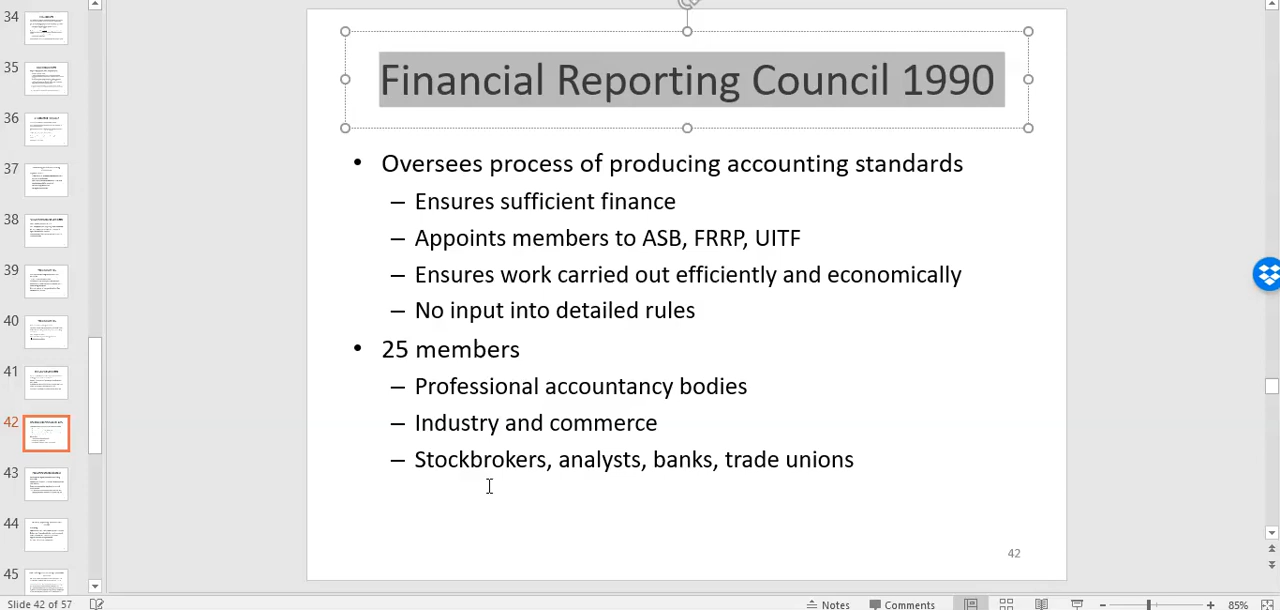 34
35
36
37
38
39
40
41
42
43
44
45
Financial Reporting Council 1990
• Oversee process of producing accounting standards
– Ensures sufficient finance
– Appoints members to ASB, FRRP, UITF
– Ensures work carried out efficiently and economically
– No input into detailed rules
• 25 members
– Professional accountancy bodies
– Industry and commerce
– Stockbrokers, analysts, banks, trade unions
42
Slide 42 of 57
Notes
Comments
85%